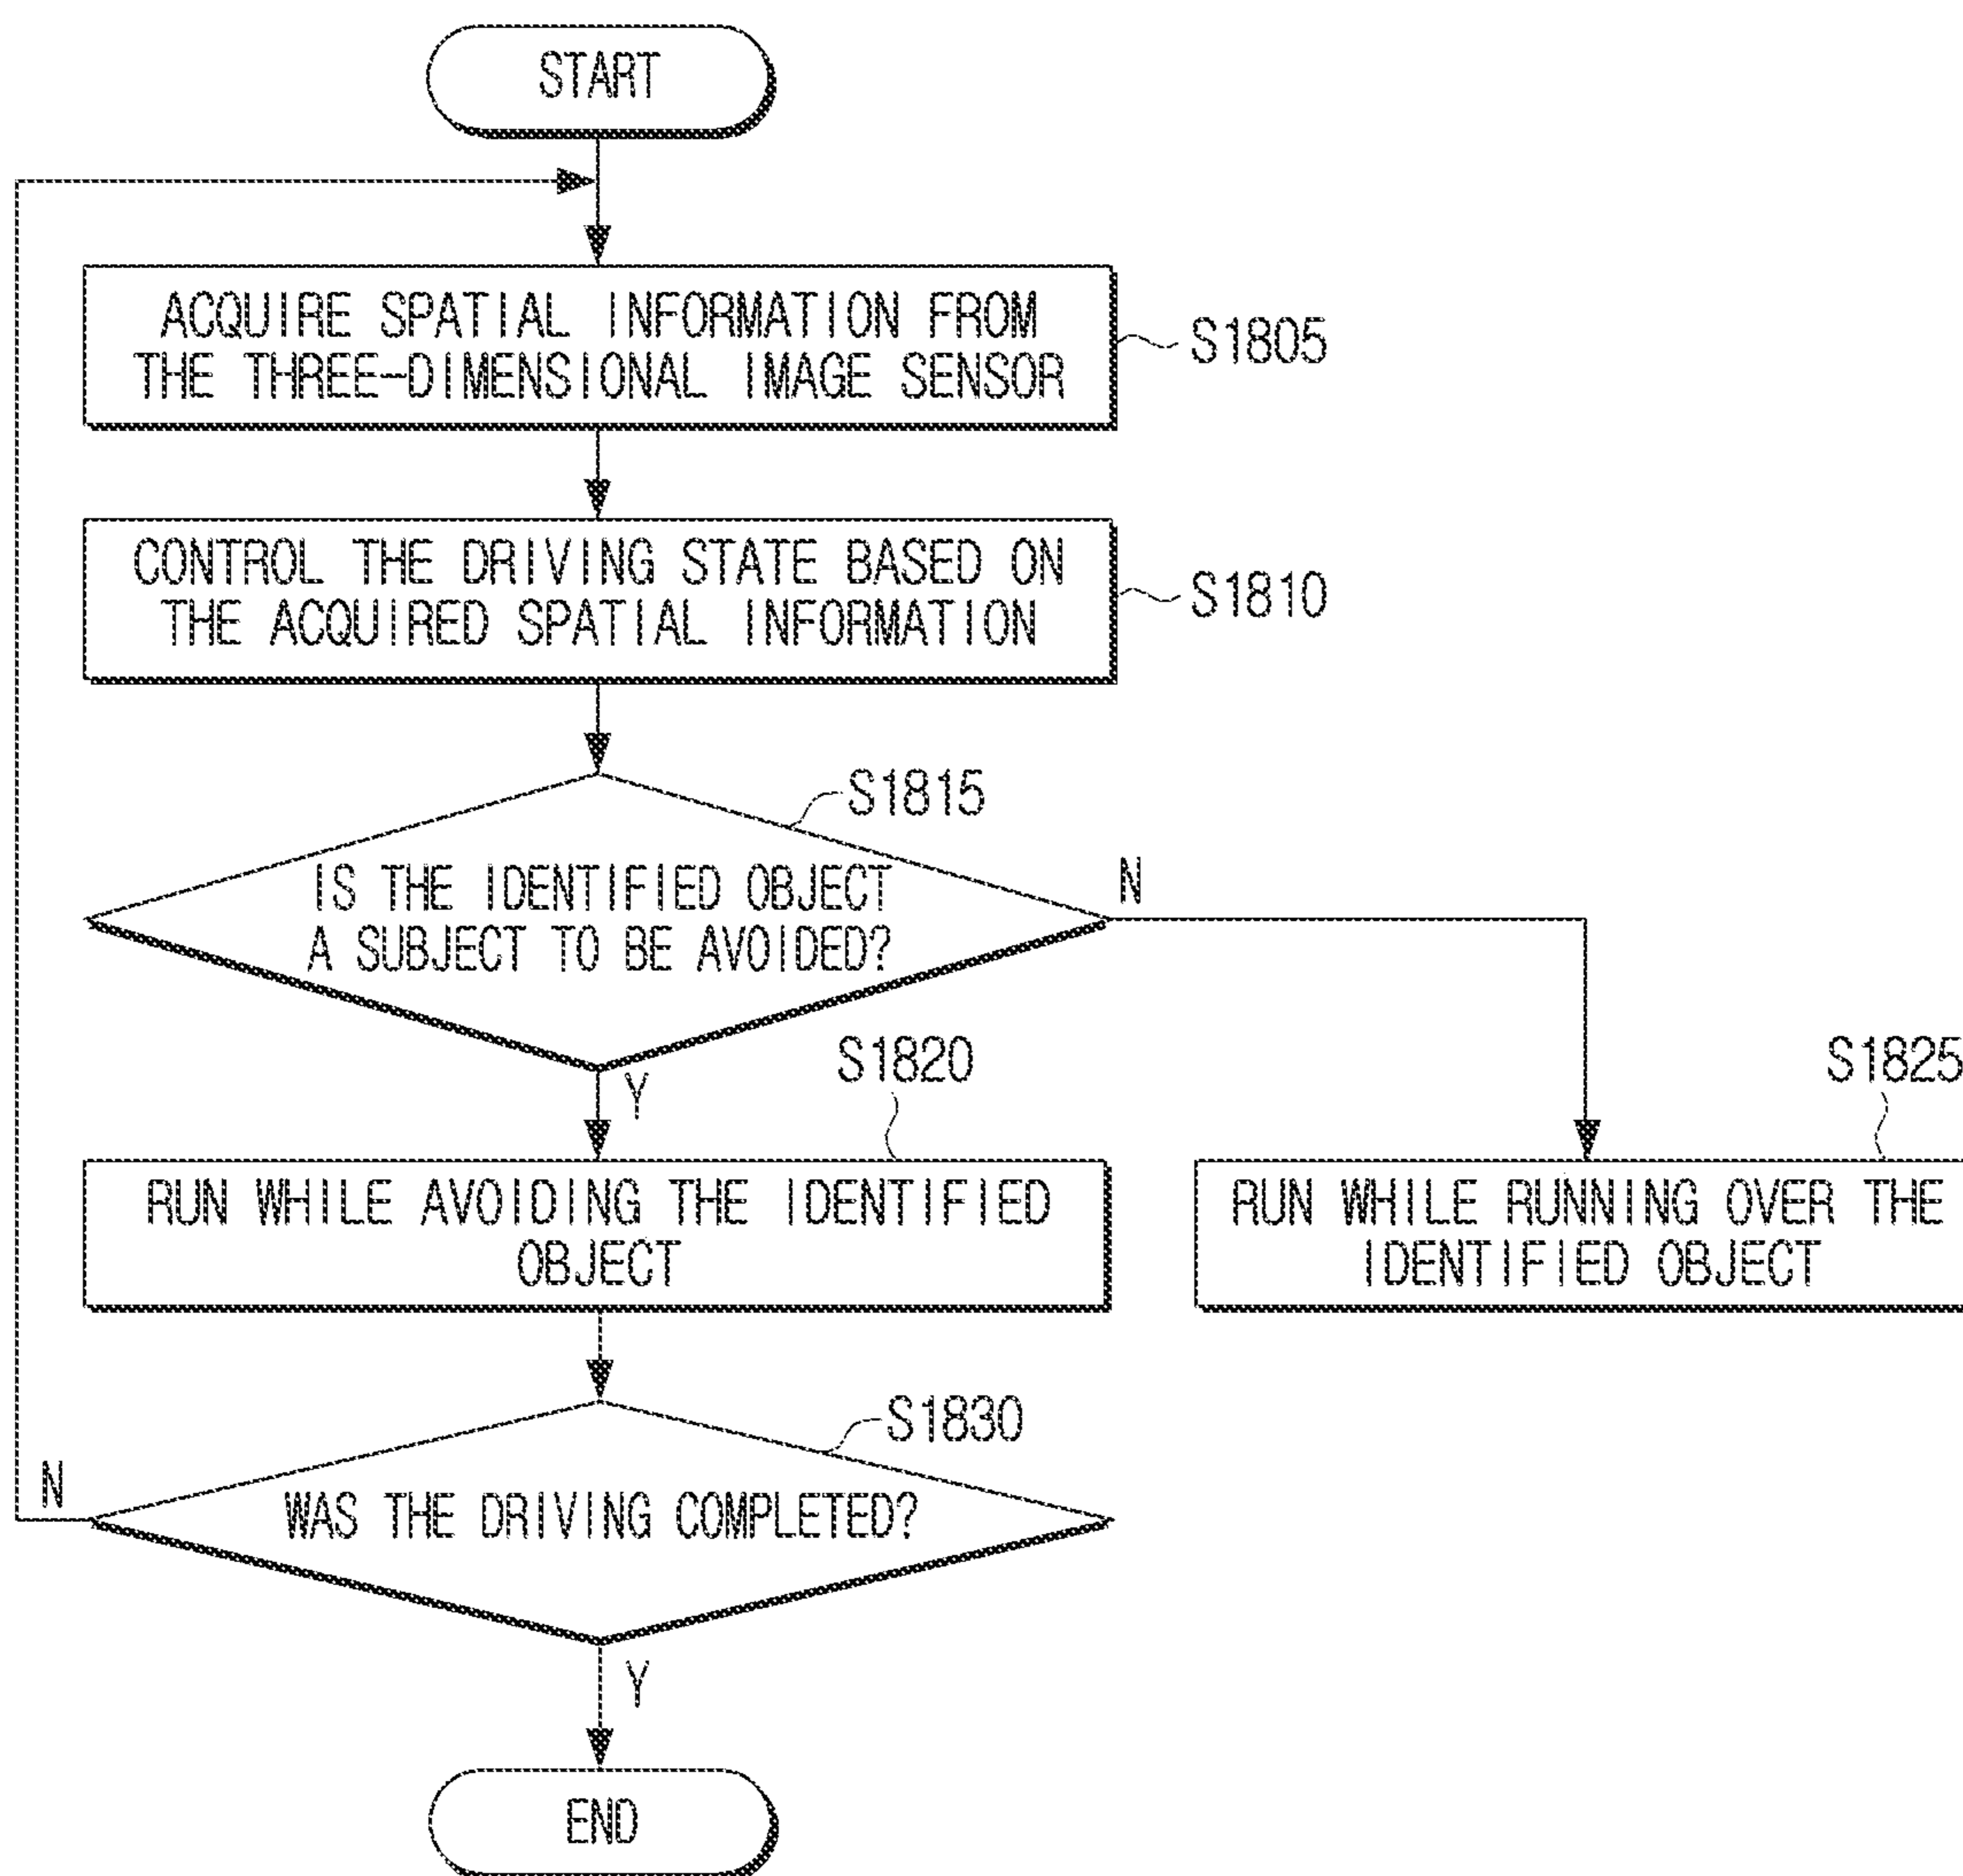 START
ACQUIRE SPATIAL INFORMATION FROM
THE THREE-DIMENSIONAL IMAGE SENSOR
S1805
CONTROL THE DRIVING STATE BASED ON
THE ACQUIRED SPATIAL INFORMATION
S1810
S1815
IS THE IDENTIFIED OBJECT
A SUBJECT TO BE AVOIDED?
N
Y
S1820
RUN WHILE AVOIDING THE IDENTIFIED
OBJECT
S1825
RUN WHILE RUNNING OVER THE
IDENTIFIED OBJECT
S1830
WAS THE DRIVING COMPLETED?
N
Y
END